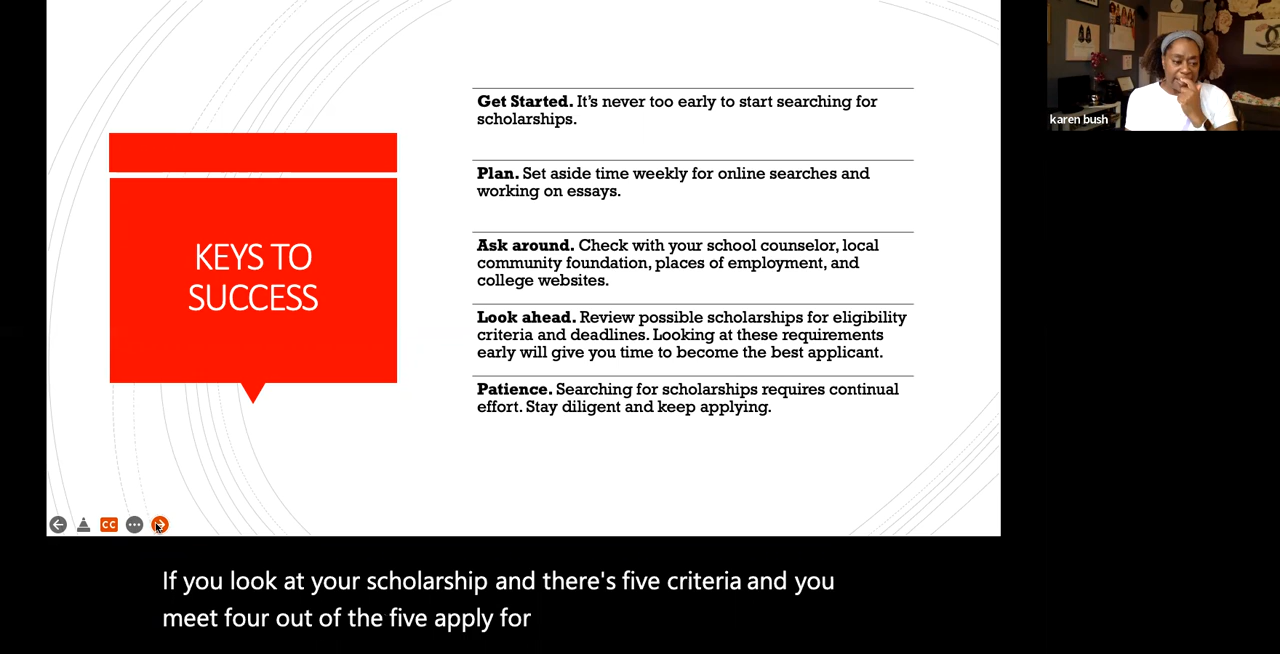 KEYS TO
SUCCESS
Get Started. It's never too early to start searching for
scholarships.
Plan. Set aside time weekly for online searches and
working on essays.
Ask around. Check with your school counselor, local
community foundation, places of employment, and
college websites.
Look ahead. Review possible scholarships for eligibility
criteria and deadlines. Looking at these requirements
early will give you time to become the best applicant.
Patience. Searching for scholarships requires continual
effort. Stay diligent and keep applying.
karen bush
CC
If you look at your scholarship and there's five criteria and you
meet four out of the five apply for